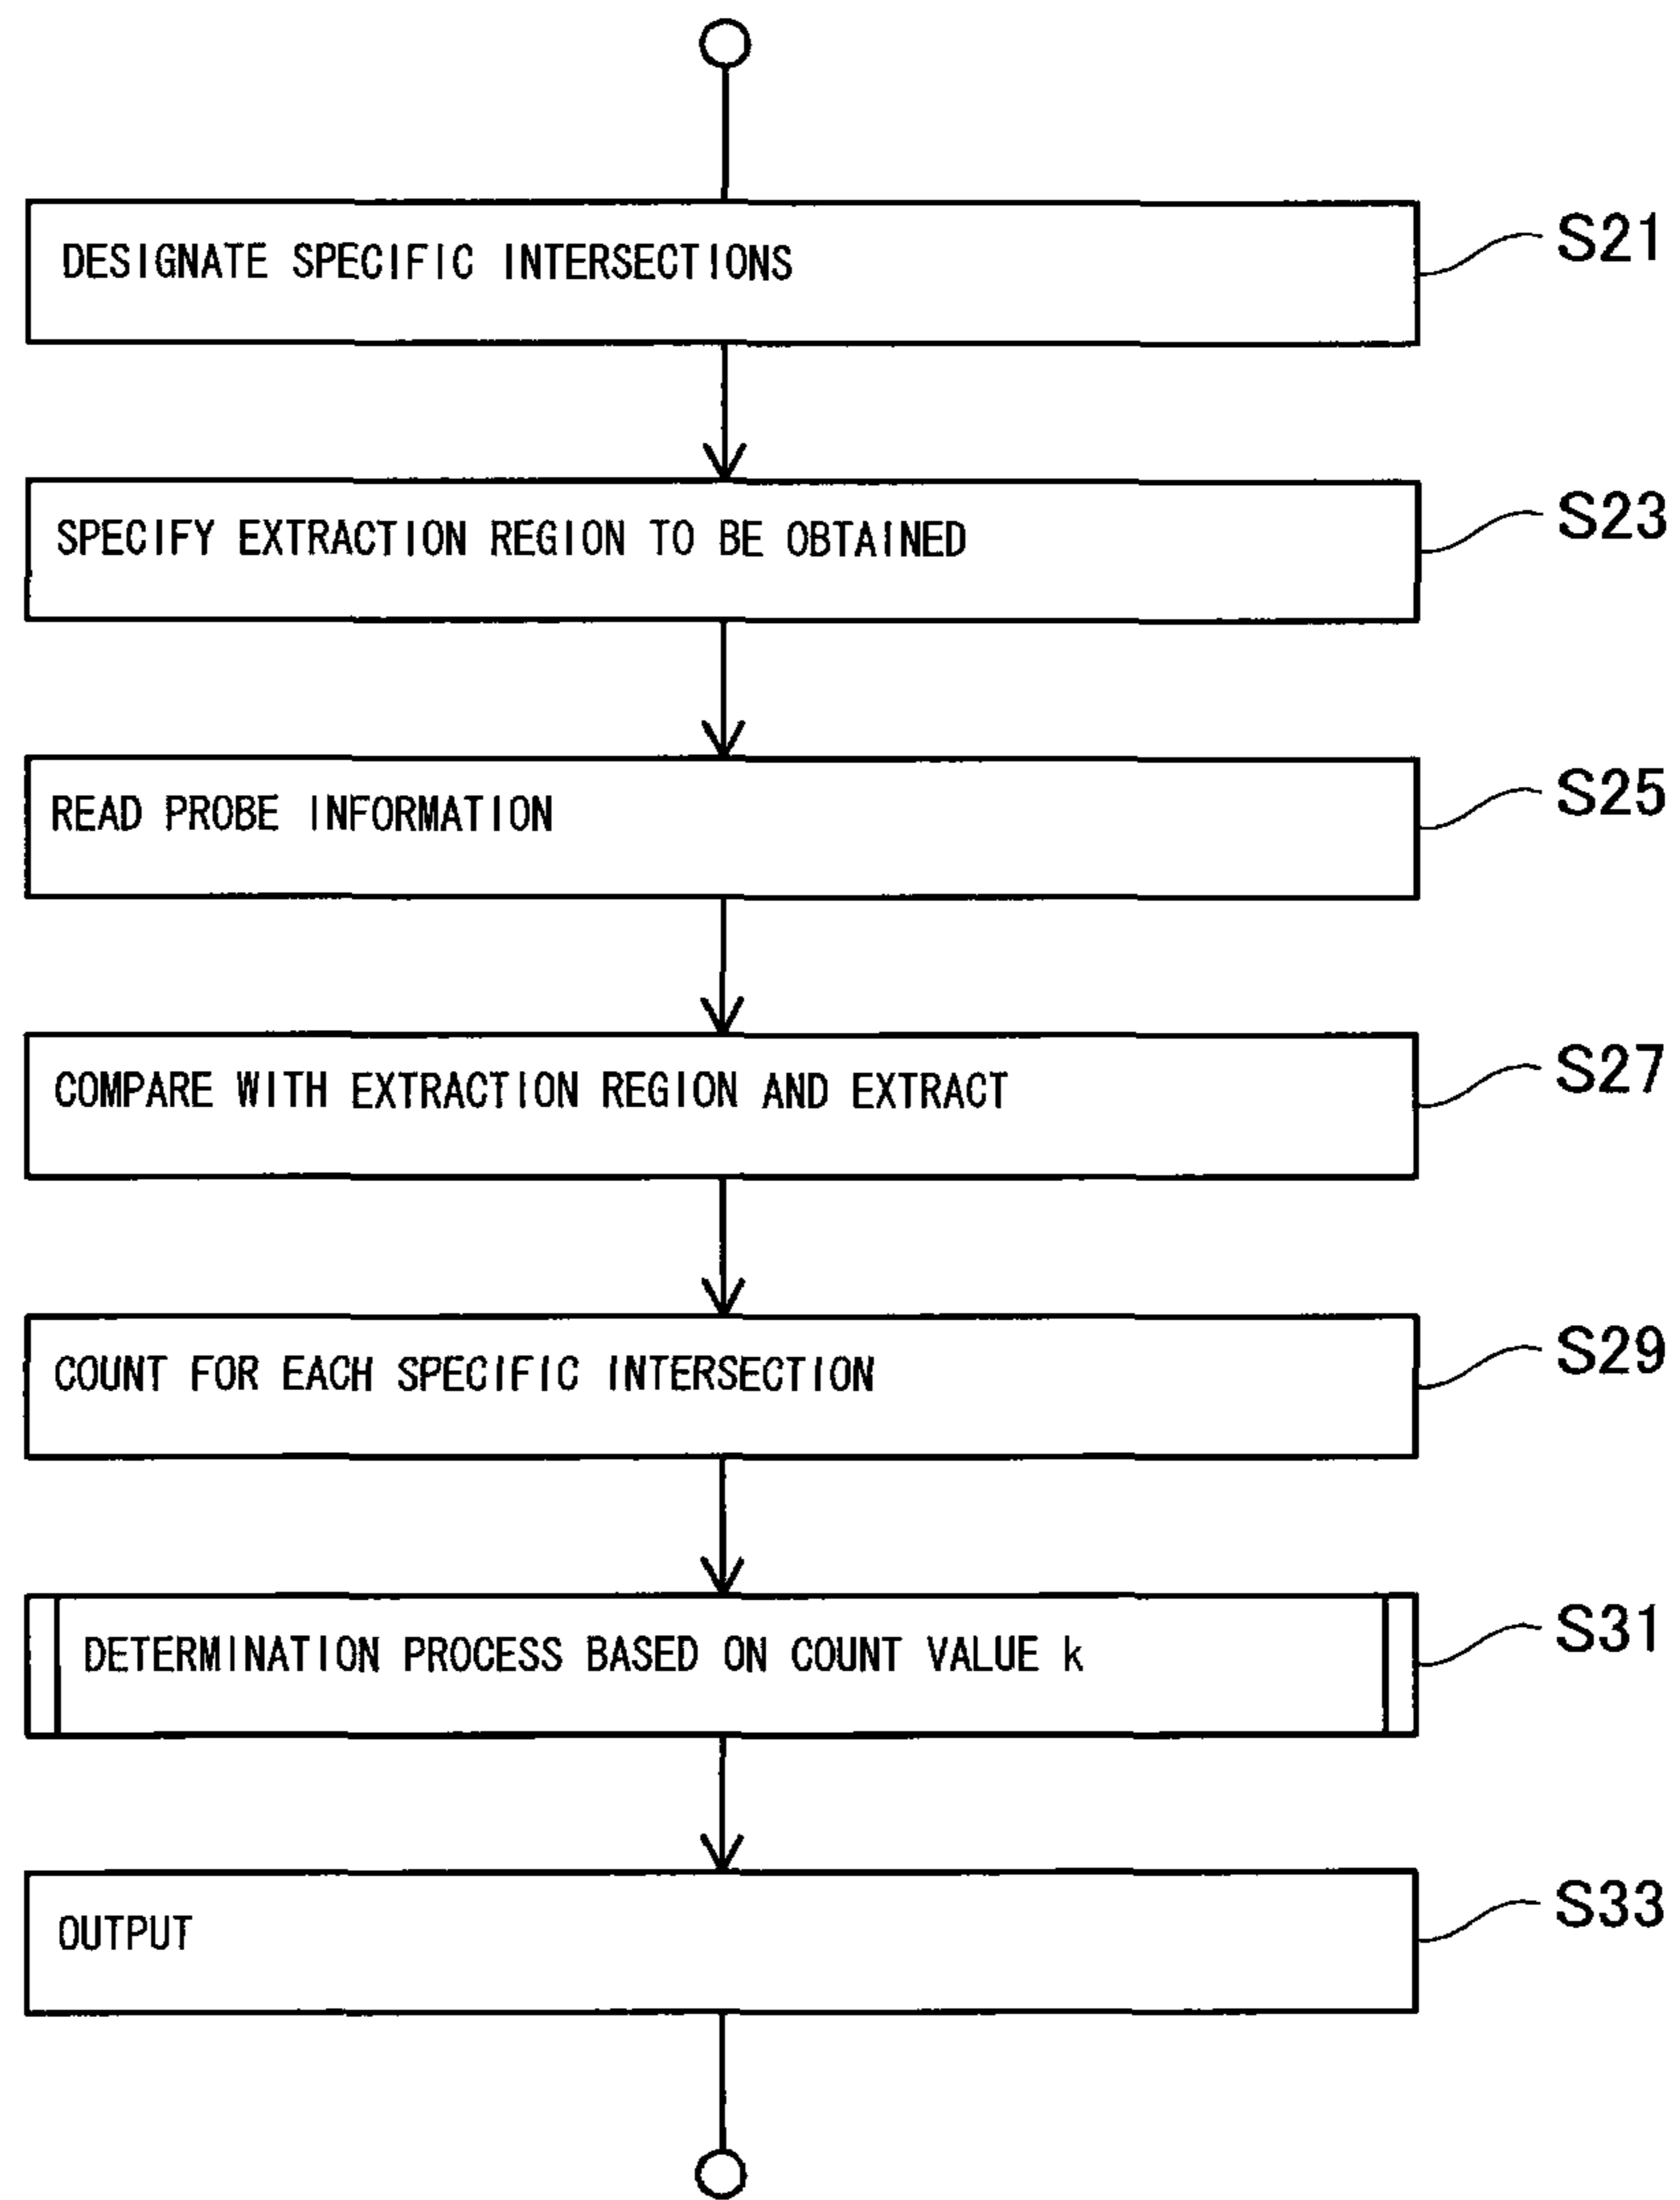 DESIGNATE SPECIFIC INTERSECTIONS
S21
SPECIFY EXTRACTION REGION TO BE OBTAINED
S23
READ PROBE INFORMATION
S25
COMPARE WITH EXTRACTION REGION AND EXTRACT
S27
COUNT FOR EACH SPECIFIC INTERSECTION
S29
DETERMINATION PROCESS BASED ON COUNT VALUE k
S31
OUTPUT
S33